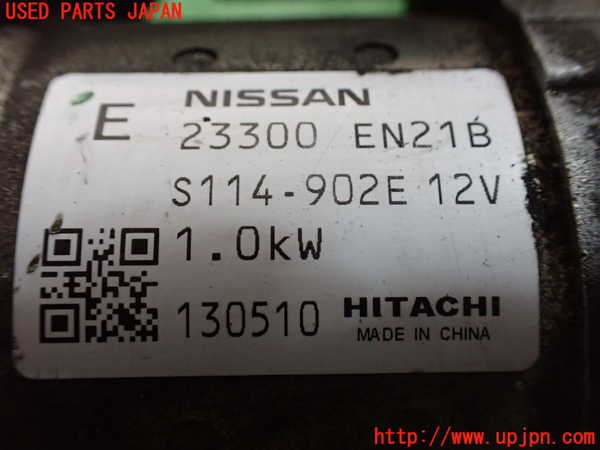 USED PARTS JAPAN
E NISSAN
23300 EN21B
S114-902E 12V
1.0kW
130510 HITACHI
MADE IN CHINA
UPJ
http://www.upjpn.com/